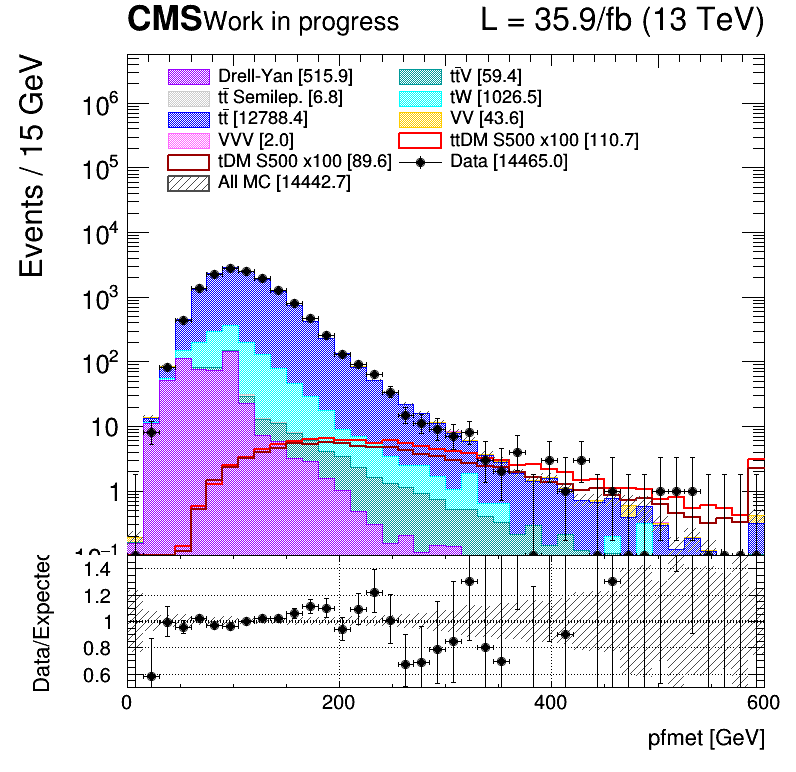 CMS Work in progress L = 35.9/fb (13 TeV)
Events / 15 GeV
Drell-Yan [515.9] tt̄V [59.4]
tt̄ Semilep. [6.8] tW [1026.5]
tt̄ [12788.4] VV [43.6]
VVV [2.0] ttDM S500 x100 [110.7]
tDM S500 x100 [89.6] Data [14465.0]
All MC [14442.7]
10⁶
10⁵
10⁴
10³
10²
10
1
10⁻¹
Data/Expected
1.4
1.2
1
0.8
0.6
0 200 400 600
pfmet [GeV]